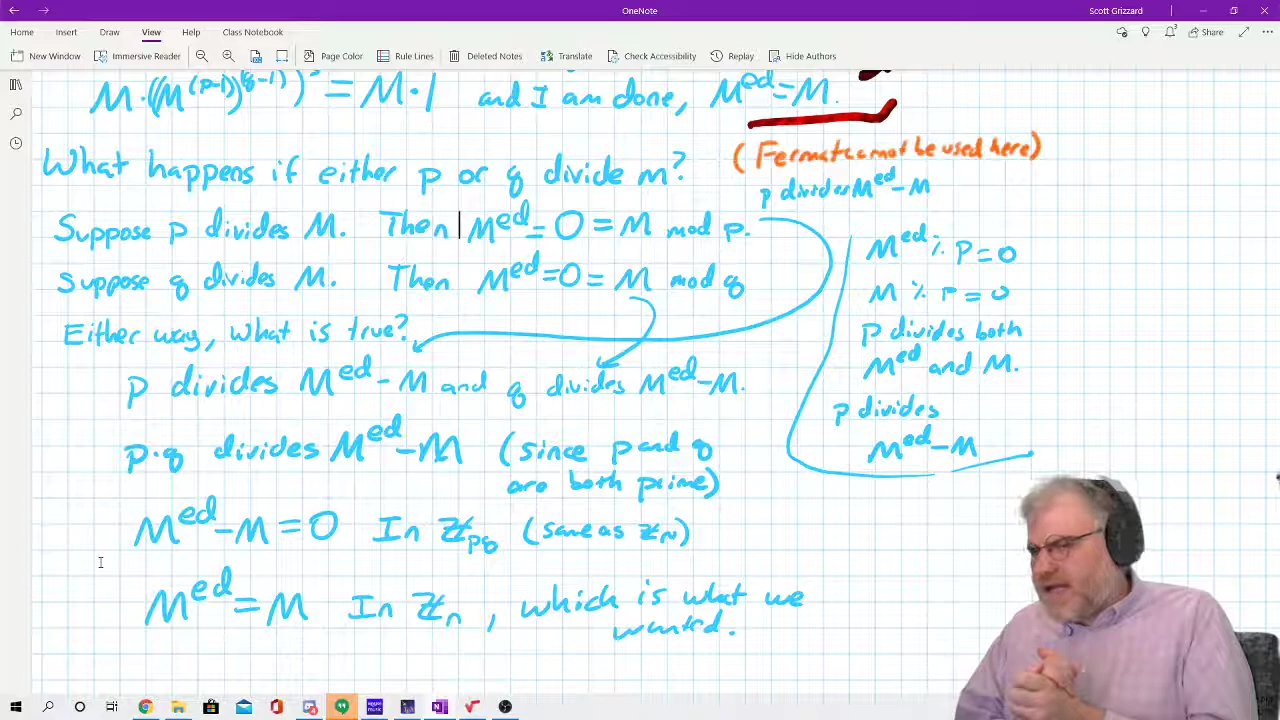 OneNote
Scott Grizzard
Home Insert Draw View Help Class Notebook
Share
New Window Immersive Reader Page Color Rule Lines Deleted Notes Translate Check Accessibility Replay Hide Authors
M·((M^(p-1))^(q-1)) = M·1 and I am done, M^ed = M.
(Fermat cannot be used here)
What happens if either p or q divide m?
p divides M^ed - M
Suppose p divides M. Then M^ed = 0 = M mod p.
Suppose q divides M. Then M^ed = 0 = M mod q
Either way, what is true?
p divides M^ed - M and q divides M^ed - M.
p·q divides M^ed - M (since p and q
are both prime)
M^ed - M = 0 In ℤpq (same as ℤn)
M^ed = M In ℤn, which is what we
wanted.
M^ed % p = 0
M % p = 0
p divides both
M^ed and M.
p divides
M^ed - M